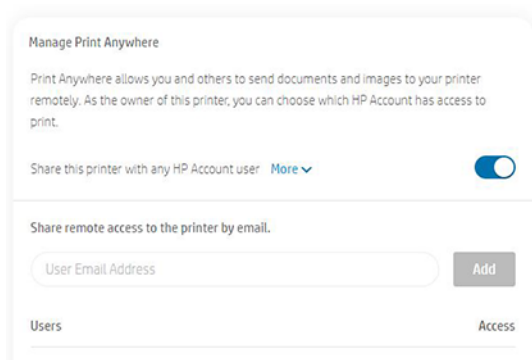 Manage Print Anywhere
Print Anywhere allows you and others to send documents and images to your printer
remotely. As the owner of this printer, you can choose which HP Account has access to
print.
Share this printer with any HP Account user More
Share remote access to the printer by email.
User Email Address
Add
Users Access